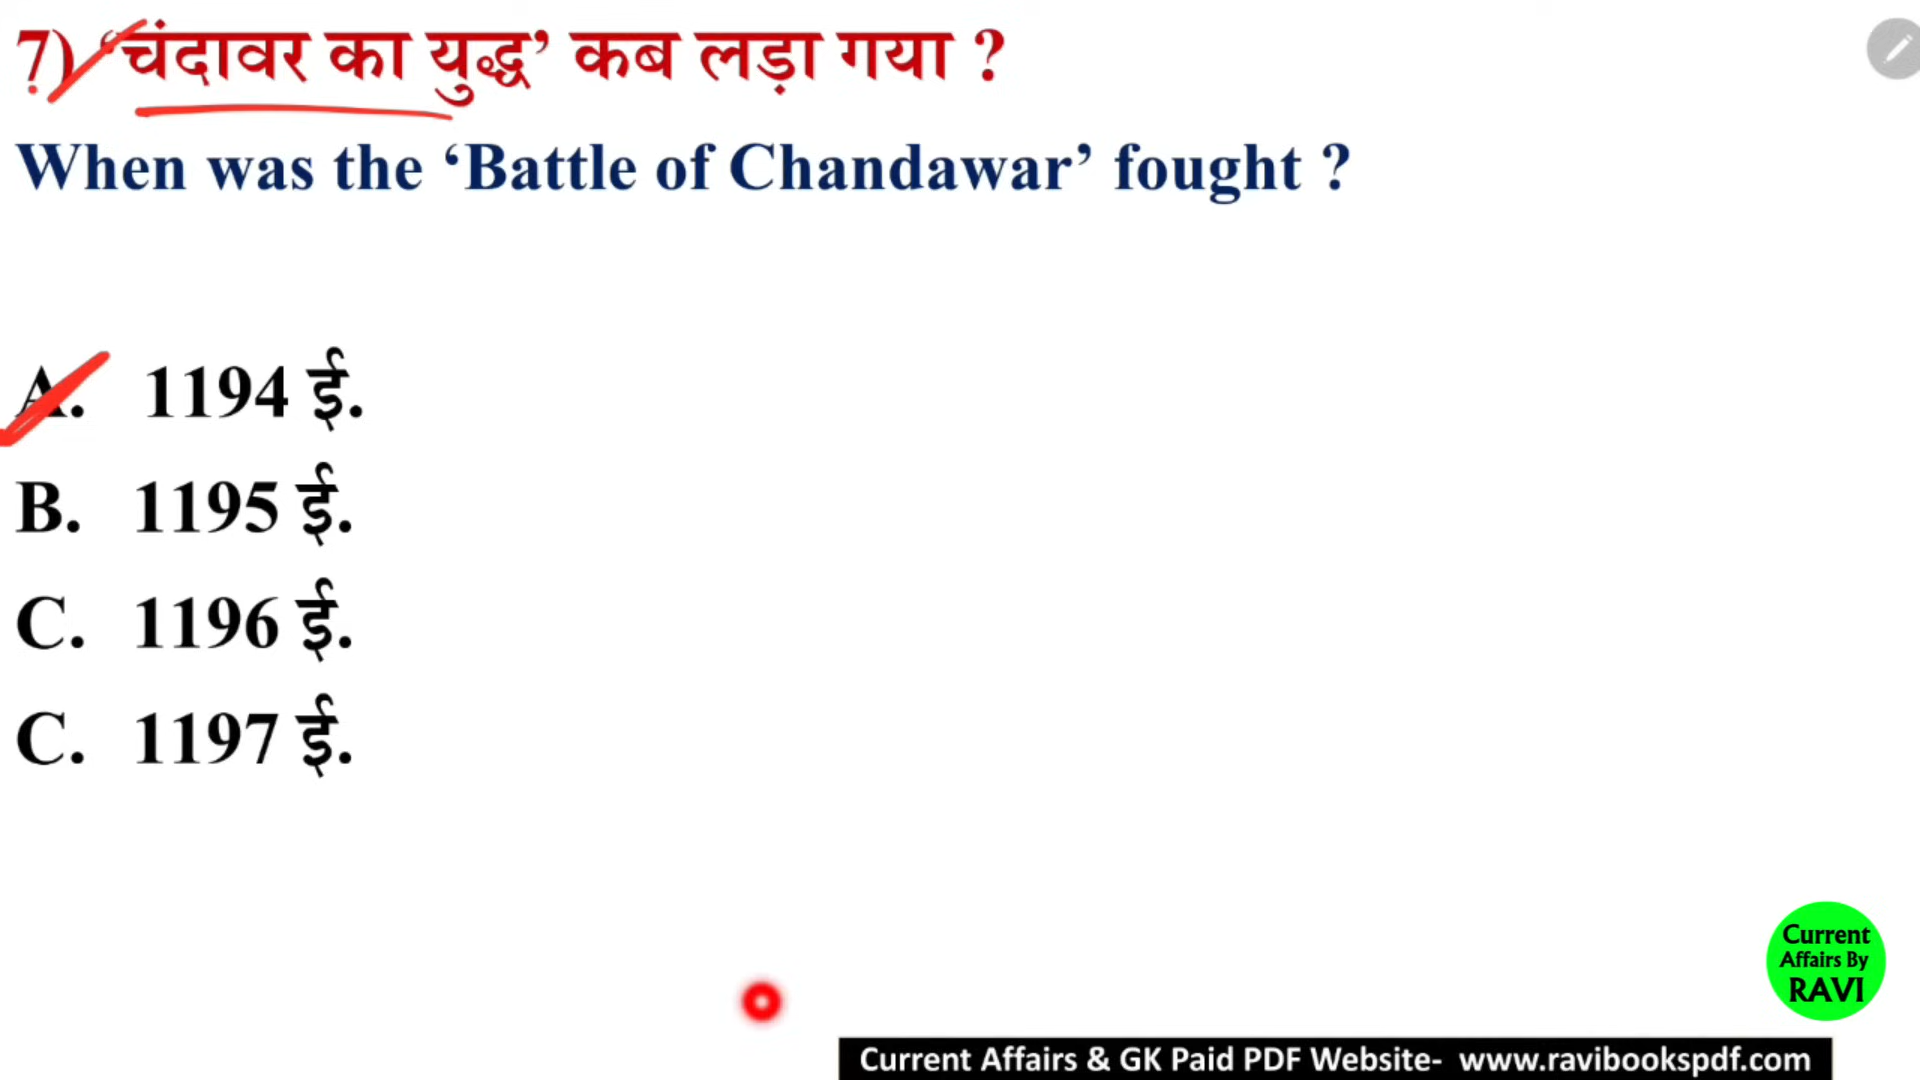 7) ‘चंदावर का युद्ध’ कब लड़ा गया ?
When was the ‘Battle of Chandawar’ fought ?
A. 1194 ई.
B. 1195 ई.
C. 1196 ई.
C. 1197 ई.
Current
Affairs By
RAVI
Current Affairs & GK Paid PDF Website- www.ravibookspdf.com